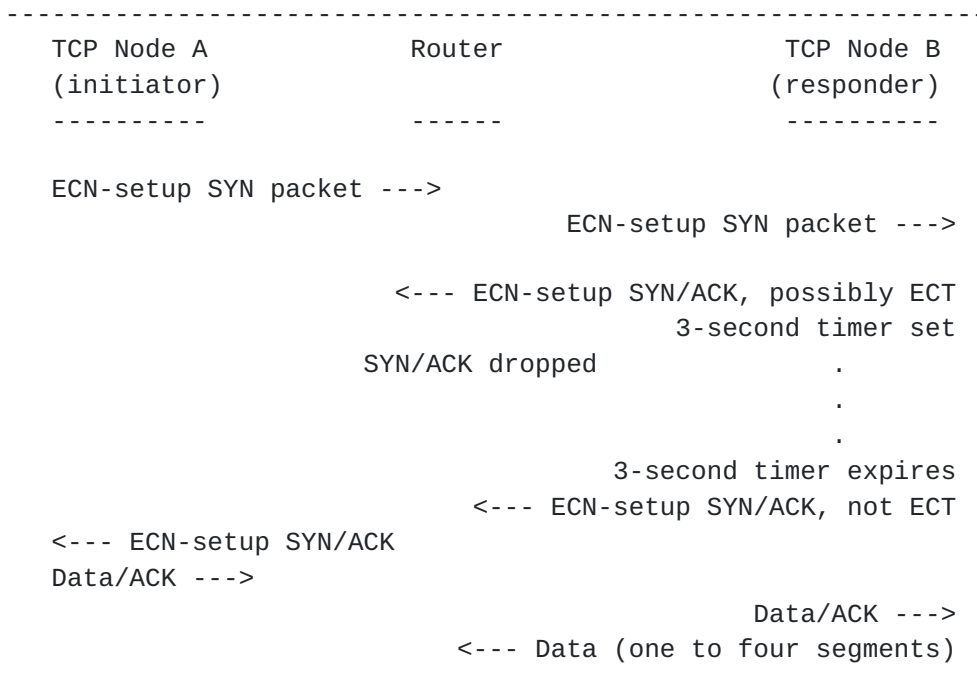 ---------------------------------------------------------------
TCP Node A             Router                  TCP Node B
(initiator)                                   (responder)
----------             ------                  ----------
ECN-setup SYN packet --->
ECN-setup SYN packet --->
<--- ECN-setup SYN/ACK, possibly ECT
3-second timer set
SYN/ACK dropped               .
.
.
3-second timer expires
<--- ECN-setup SYN/ACK, not ECT
<--- ECN-setup SYN/ACK
Data/ACK --->
Data/ACK --->
<--- Data (one to four segments)